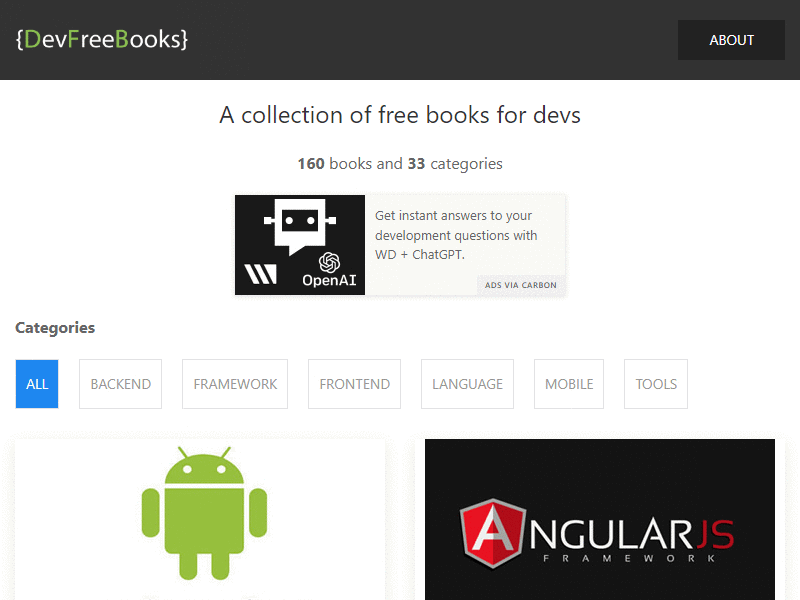 {DevFreeBooks}
ABOUT
A collection of free books for devs
160 books and 33 categories
Get instant answers to your
development questions with
WD + ChatGPT.
OpenAI
ADS VIA CARBON
Categories
ALL
BACKEND
FRAMEWORK
FRONTEND
LANGUAGE
MOBILE
TOOLS
ANGULARJS
FRAMEWORK